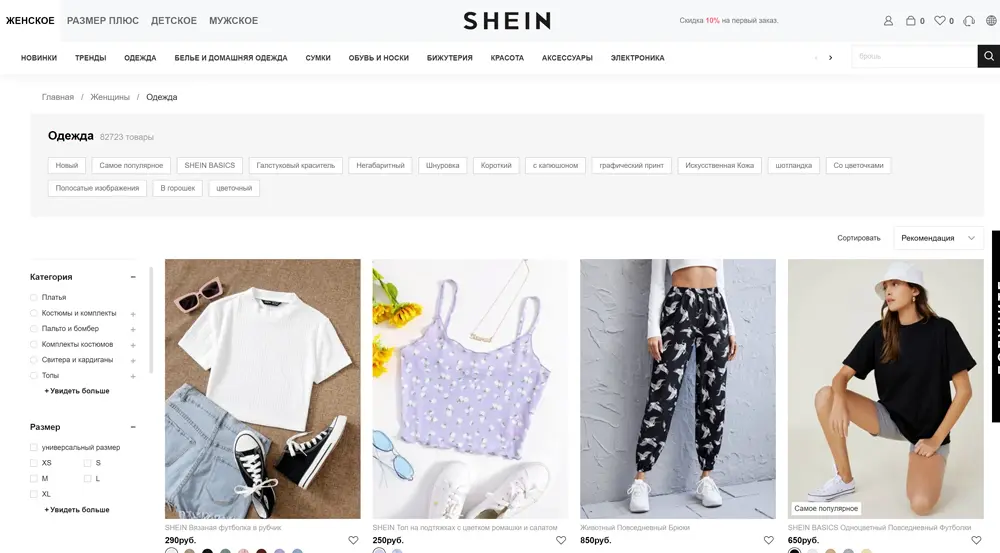 ЖЕНСКОЕ РАЗМЕР ПЛЮС ДЕТСКОЕ МУЖСКОЕ SHEIN Скидка 10% на первый заказ. 0 0
НОВИНКИ ТРЕНДЫ ОДЕЖДА БЕЛЬЕ И ДОМАШНЯЯ ОДЕЖДА СУМКИ ОБУВЬ И НОСКИ БИЖУТЕРИЯ КРАСОТА АКСЕССУАРЫ ЭЛЕКТРОНИКА брошь
Главная / Женщины / Одежда
Одежда 82723 товары
Новый Самое популярное SHEIN BASICS Галстуковый краситель Негабаритный Шнуровка Короткий с капюшоном графический принт Искусственная Кожа шотландка Со цветочками
Полосатые изображения В горошек цветочный
Сортировать Рекомендация
Категория
Платья
Костюмы и комплекты
Пальто и бомбер
Комплекты костюмов
Свитера и кардиганы
Топы
+ Увидеть больше
Размер
универсальный размер
XS S
M L
XL
+ Увидеть больше
Самое популярное
SHEIN Вязаная футболка в рубчик
290руб.
SHEIN Топ на подтяжках с цветком ромашки и салатом
250руб.
Животный Повседневный Брюки
850руб.
SHEIN BASICS Одноцветный Повседневный Футболки
650руб.